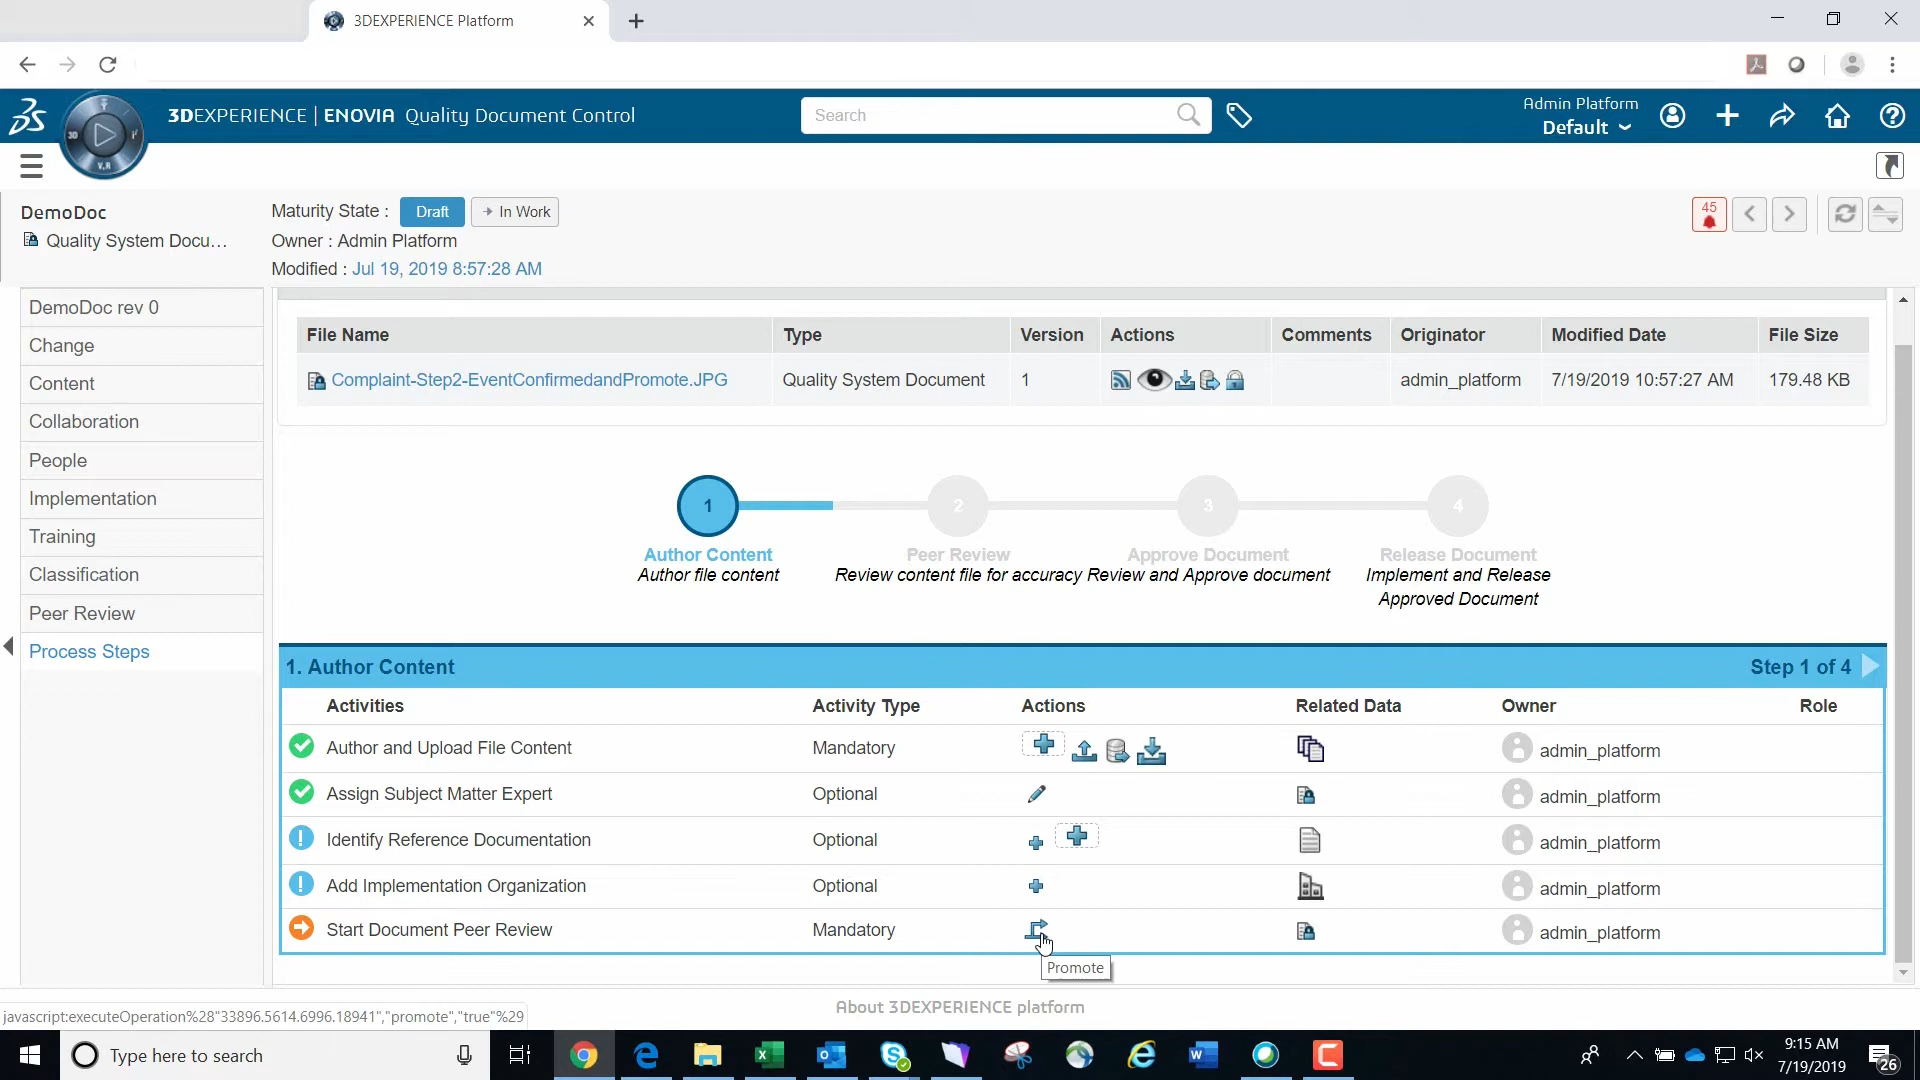 3DEXPERIENCE Platform
3DEXPERIENCE | ENOVIA Quality Document Control
Search
Admin Platform
Default
3D
V.R
DemoDoc
Quality System Docu...
Maturity State : Draft In Work
Owner : Admin Platform
Modified : Jul 19, 2019 8:57:28 AM
45
DemoDoc rev 0
Change
Content
Collaboration
People
Implementation
Training
Classification
Peer Review
Process Steps
File Name Type Version Actions Comments Originator Modified Date File Size
Complaint-Step2-EventConfirmedandPromote.JPG Quality System Document 1 admin_platform 7/19/2019 10:57:27 AM 179.48 KB
1 2 3 4
Author Content Peer Review Approve Document Release Document
Author file content Review content file for accuracy Review and Approve document Implement and Release
Approved Document
1. Author Content Step 1 of 4
Activities Activity Type Actions Related Data Owner Role
Author and Upload File Content Mandatory admin_platform
Assign Subject Matter Expert Optional admin_platform
Identify Reference Documentation Optional admin_platform
Add Implementation Organization Optional admin_platform
Start Document Peer Review Mandatory admin_platform
Promote
About 3DEXPERIENCE platform
javascript:executeOperation%28"33896.5614.6996.18941","promote","true"%29
Type here to search
9:15 AM
7/19/2019
26